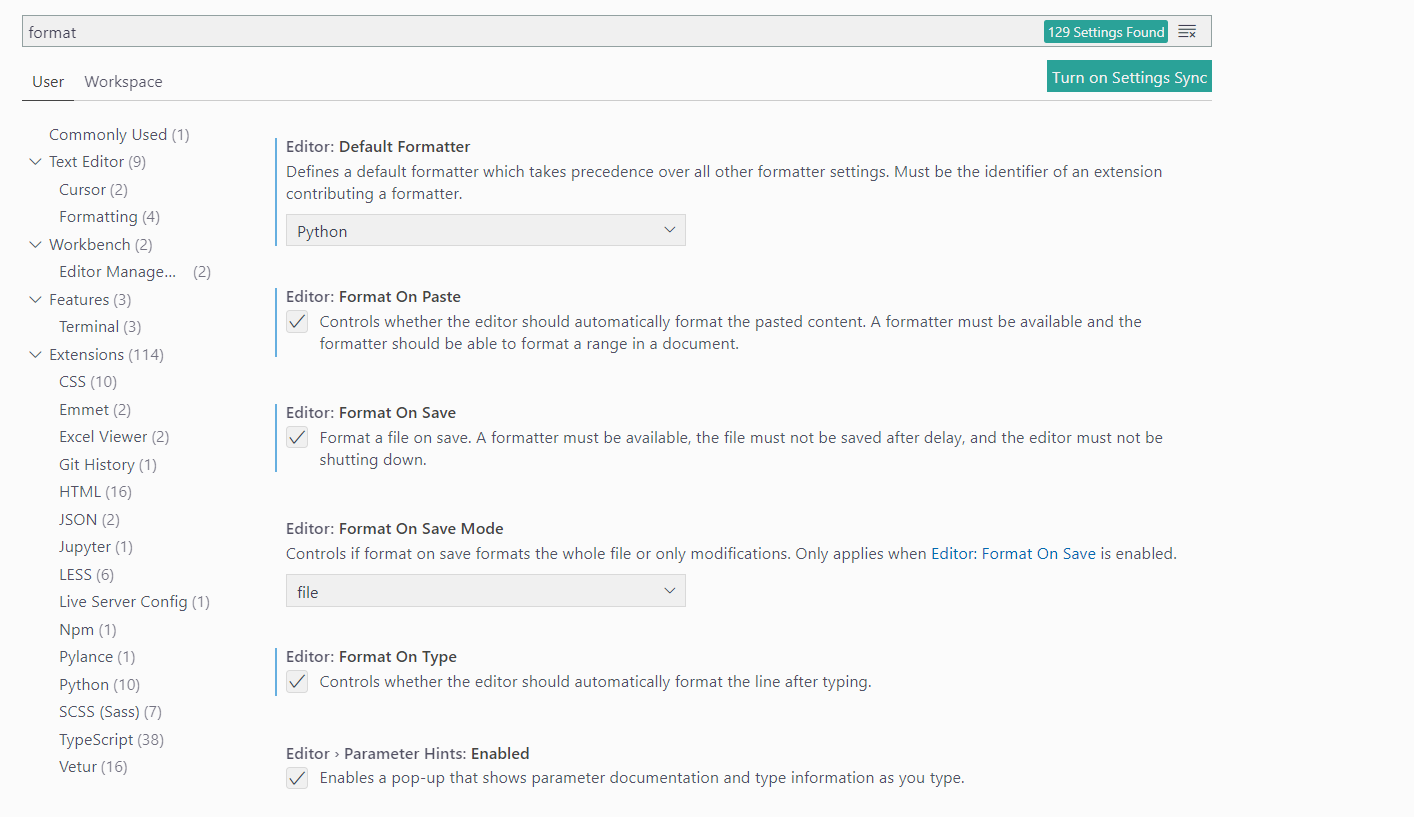 format
129 Settings Found
User Workspace
Turn on Settings Sync
Commonly Used (1)
Text Editor (9)
Cursor (2)
Formatting (4)
Workbench (2)
Editor Manage... (2)
Features (3)
Terminal (3)
Extensions (114)
CSS (10)
Emmet (2)
Excel Viewer (2)
Git History (1)
HTML (16)
JSON (2)
Jupyter (1)
LESS (6)
Live Server Config (1)
Npm (1)
Pylance (1)
Python (10)
SCSS (Sass) (7)
TypeScript (38)
Vetur (16)
Editor: Default Formatter
Defines a default formatter which takes precedence over all other formatter settings. Must be the identifier of an extension
contributing a formatter.
Python
Editor: Format On Paste
Controls whether the editor should automatically format the pasted content. A formatter must be available and the
formatter should be able to format a range in a document.
Editor: Format On Save
Format a file on save. A formatter must be available, the file must not be saved after delay, and the editor must not be
shutting down.
Editor: Format On Save Mode
Controls if format on save formats the whole file or only modifications. Only applies when Editor: Format On Save is enabled.
file
Editor: Format On Type
Controls whether the editor should automatically format the line after typing.
Editor › Parameter Hints: Enabled
Enables a pop-up that shows parameter documentation and type information as you type.